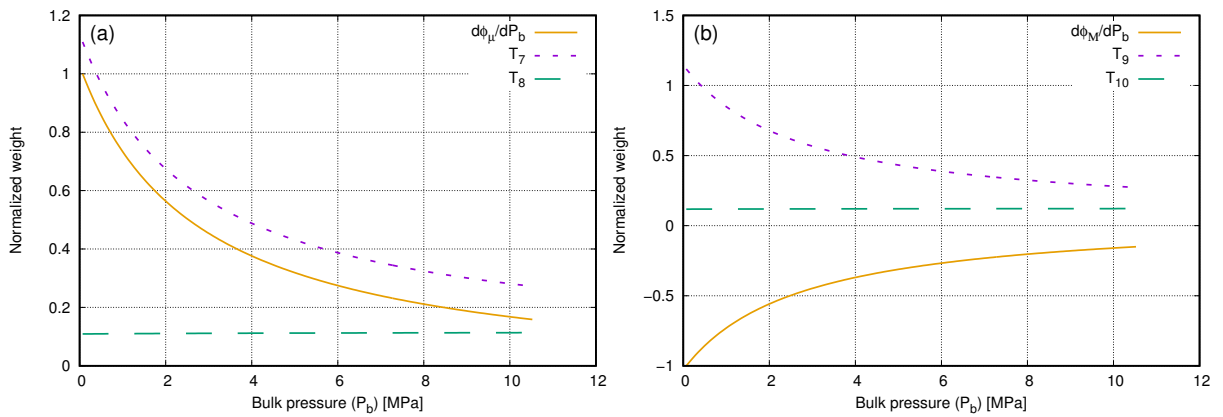 (a)
dϕμ/dPb
T7
T8
Normalized weight
1.2
1
0.8
0.6
0.4
0.2
0
0 2 4 6 8 10 12
Bulk pressure (Pb) [MPa]
(b)
dϕM/dPb
T9
T10
Normalized weight
1.5
1
0.5
0
−0.5
−1
0 2 4 6 8 10 12
Bulk pressure (Pb) [MPa]